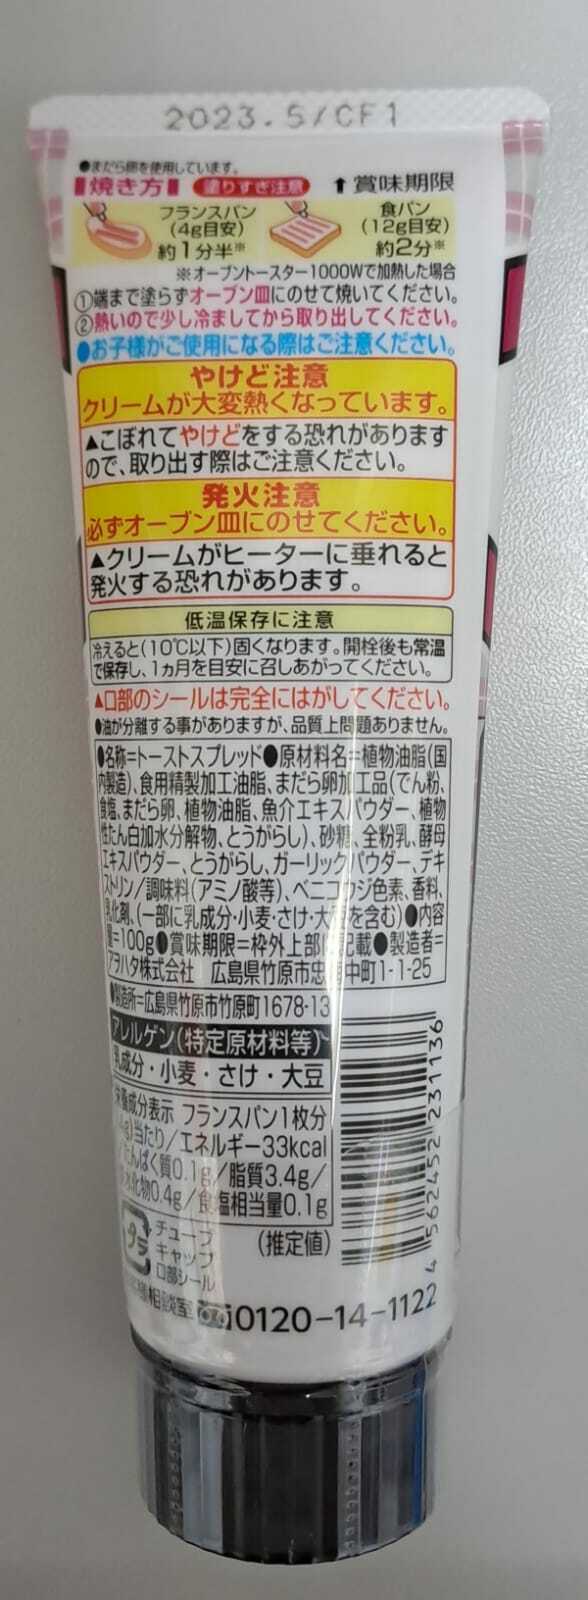 2023.5/CF1
●まだら卵を使用しています。
焼き方 塗りすぎ注意 ↑賞味期限
フランスパン
(4g目安)
約1分半※
食パン
(12g目安)
約2分※
※オーブントースター1000Wで加熱した場合
①端まで塗らずオーブン皿にのせて焼いてください。
②熱いので少し冷ましてから取り出してください。
●お子様がご使用になる際はご注意ください。
やけど注意
クリームが大変熱くなっています。
▲こぼれてやけどをする恐れがあります
ので、取り出す際はご注意ください。
発火注意
必ずオーブン皿にのせてください。
▲クリームがヒーターに垂れると
発火する恐れがあります。
低温保存に注意
冷えると(10℃以下)固くなります。開栓後も常温
で保存し、1ヵ月を目安に召しあがってください。
▲口部のシールは完全にはがしてください。
●油が分離する事がありますが、品質上問題ありません。
●名称=トーストスプレッド●原材料名=植物油脂(国
内製造)、食用精製加工油脂、まだら卵加工品(でん粉、
食塩、まだら卵、植物油脂、魚介エキスパウダー、植物
性たん白加水分解物、とうがらし)、砂糖、全粉乳、酵母
エキスパウダー、とうがらし、ガーリックパウダー、デキ
ストリン/調味料(アミノ酸等)、ベニコウジ色素、香料、
乳化剤、(一部に乳成分・小麦・さけ・大豆を含む)●内容
量=100g●賞味期限=枠外上部に記載●製造者=
アヲハタ株式会社 広島県竹原市忠海中町1-1-25
●製造所=広島県竹原市竹原町1678-13
アレルゲン(特定原材料等)
乳成分・小麦・さけ・大豆
栄養成分表示 フランスパン1枚分
g)当たり/エネルギー33kcal
たんぱく質0.1g/脂質3.4g/
水化物0.4g/食塩相当量0.1g
(推定値)
プラ
チューブ
キャップ
口部シール
様相談室 0120-14-1122
4 562452 231136